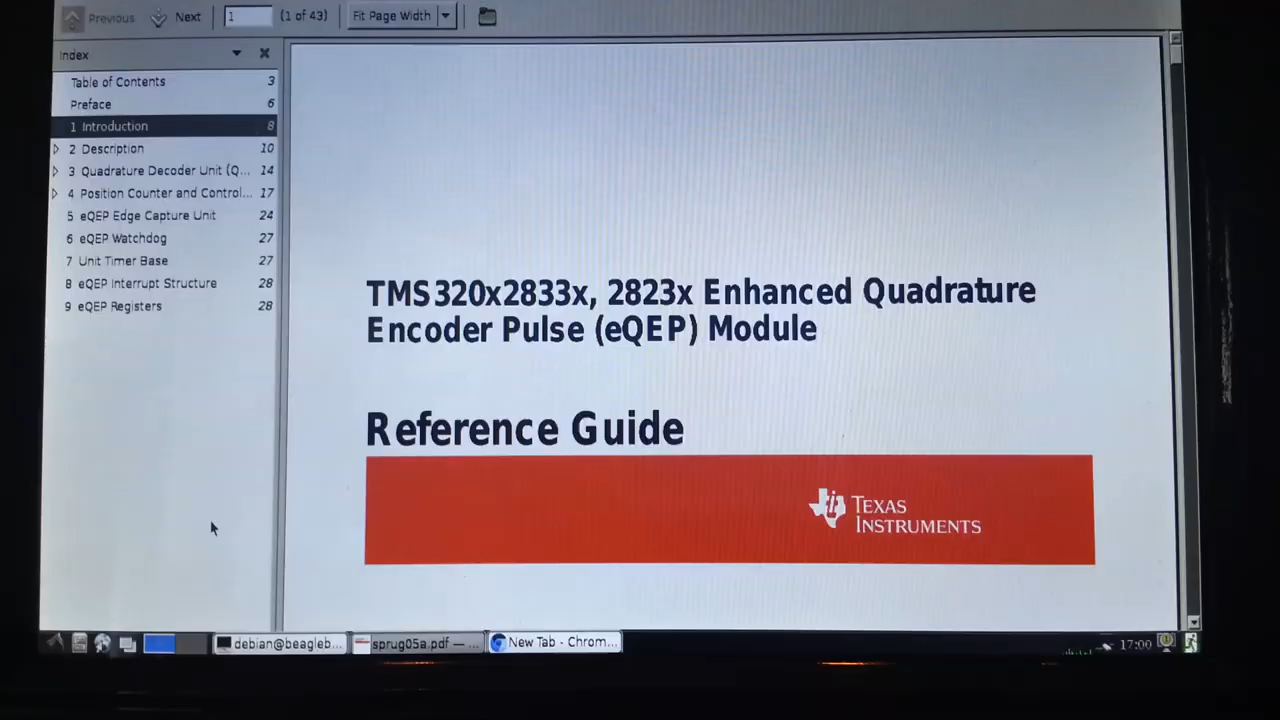 Previous Next 1 (1 of 43) Fit Page Width
Index
Table of Contents 3
Preface 6
1 Introduction 8
2 Description 10
3 Quadrature Decoder Unit (Q... 14
4 Position Counter and Control... 17
5 eQEP Edge Capture Unit 24
6 eQEP Watchdog 27
7 Unit Timer Base 27
8 eQEP Interrupt Structure 28
9 eQEP Registers 28
TMS320x2833x, 2823x Enhanced Quadrature
Encoder Pulse (eQEP) Module
Reference Guide
TEXAS
INSTRUMENTS
debian@beagleb... sprug05a.pdf — ... New Tab - Chrom... 17:00